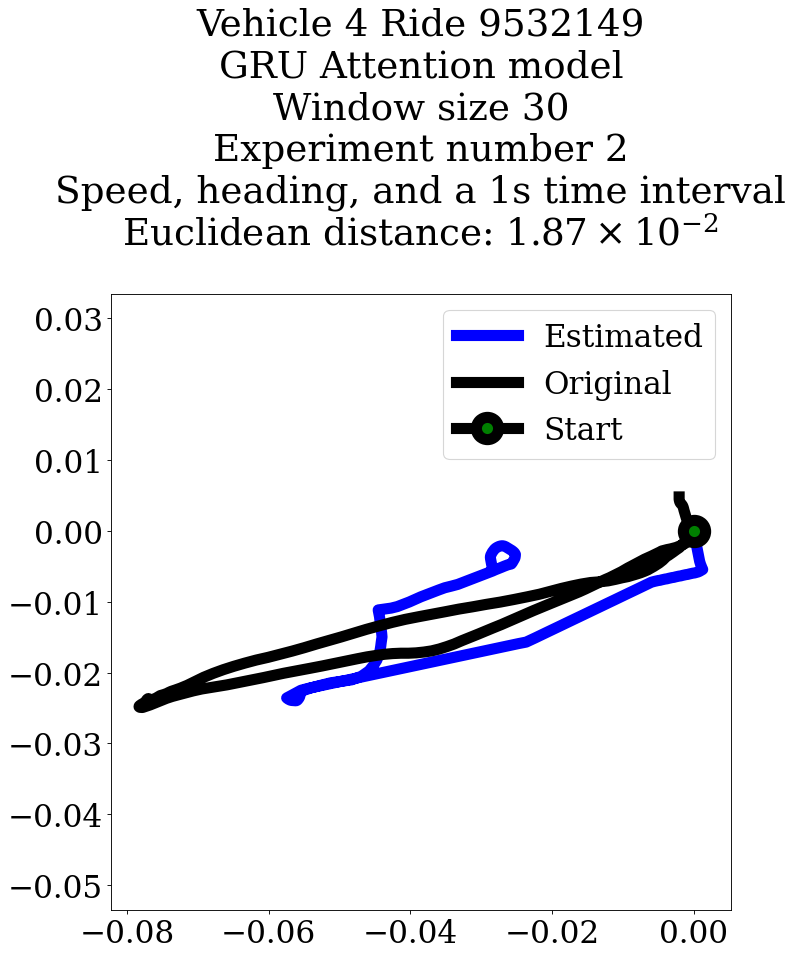 Vehicle 4 Ride 9532149
GRU Attention model
Window size 30
Experiment number 2
Speed, heading, and a 1s time interval
Euclidean distance: 1.87 × 10⁻²
Estimated
Original
Start
0.03
0.02
0.01
0.00
−0.01
−0.02
−0.03
−0.04
−0.05
−0.08 −0.06 −0.04 −0.02 0.00